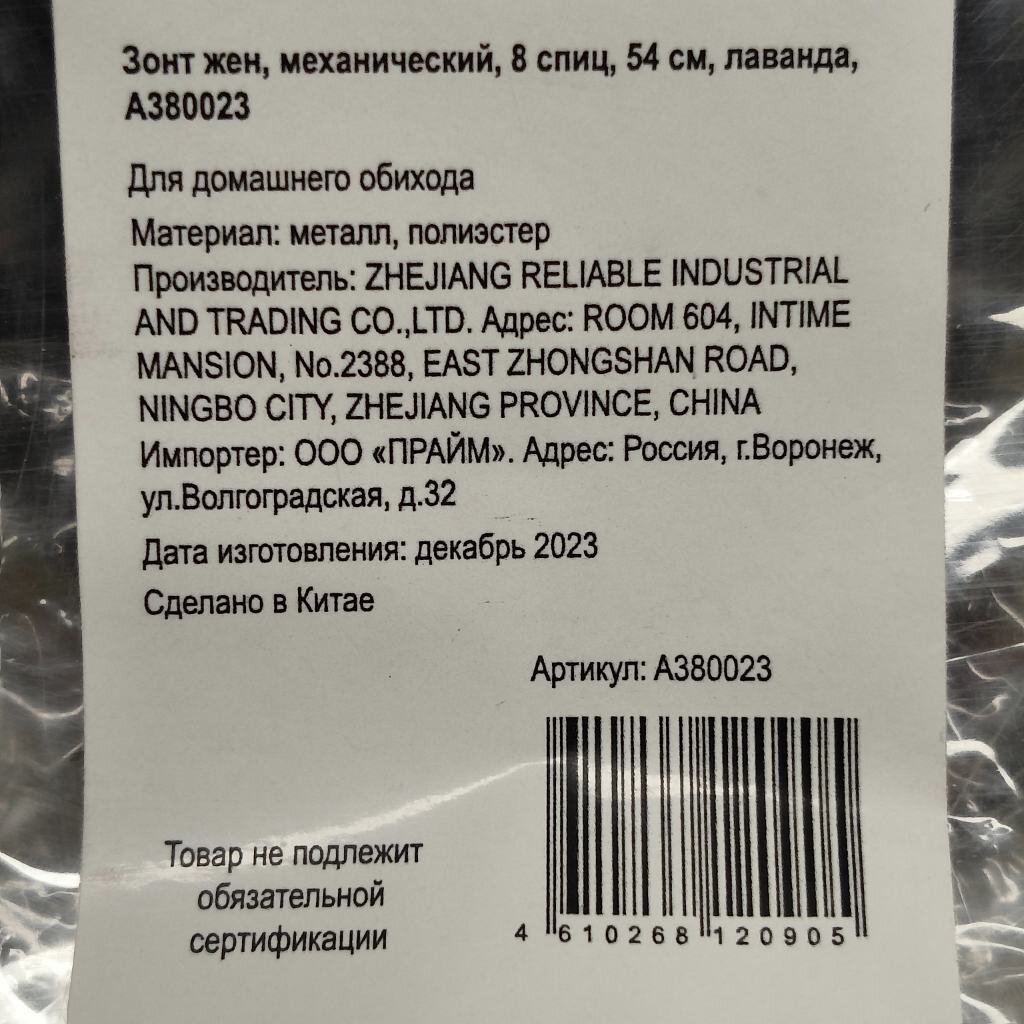 Зонт жен, механический, 8 спиц, 54 см, лаванда,
А380023
Для домашнего обихода
Материал: металл, полиэстер
Производитель: ZHEJIANG RELIABLE INDUSTRIAL
AND TRADING CO.,LTD. Адрес: ROOM 604, INTIME
MANSION, No.2388, EAST ZHONGSHAN ROAD,
NINGBO CITY, ZHEJIANG PROVINCE, CHINA
Импортер: ООО «ПРАЙМ». Адрес: Россия, г.Воронеж,
ул.Волгоградская, д.32
Дата изготовления: декабрь 2023
Сделано в Китае
Артикул: А380023
Товар не подлежит
обязательной
сертификации
4 610268 120905